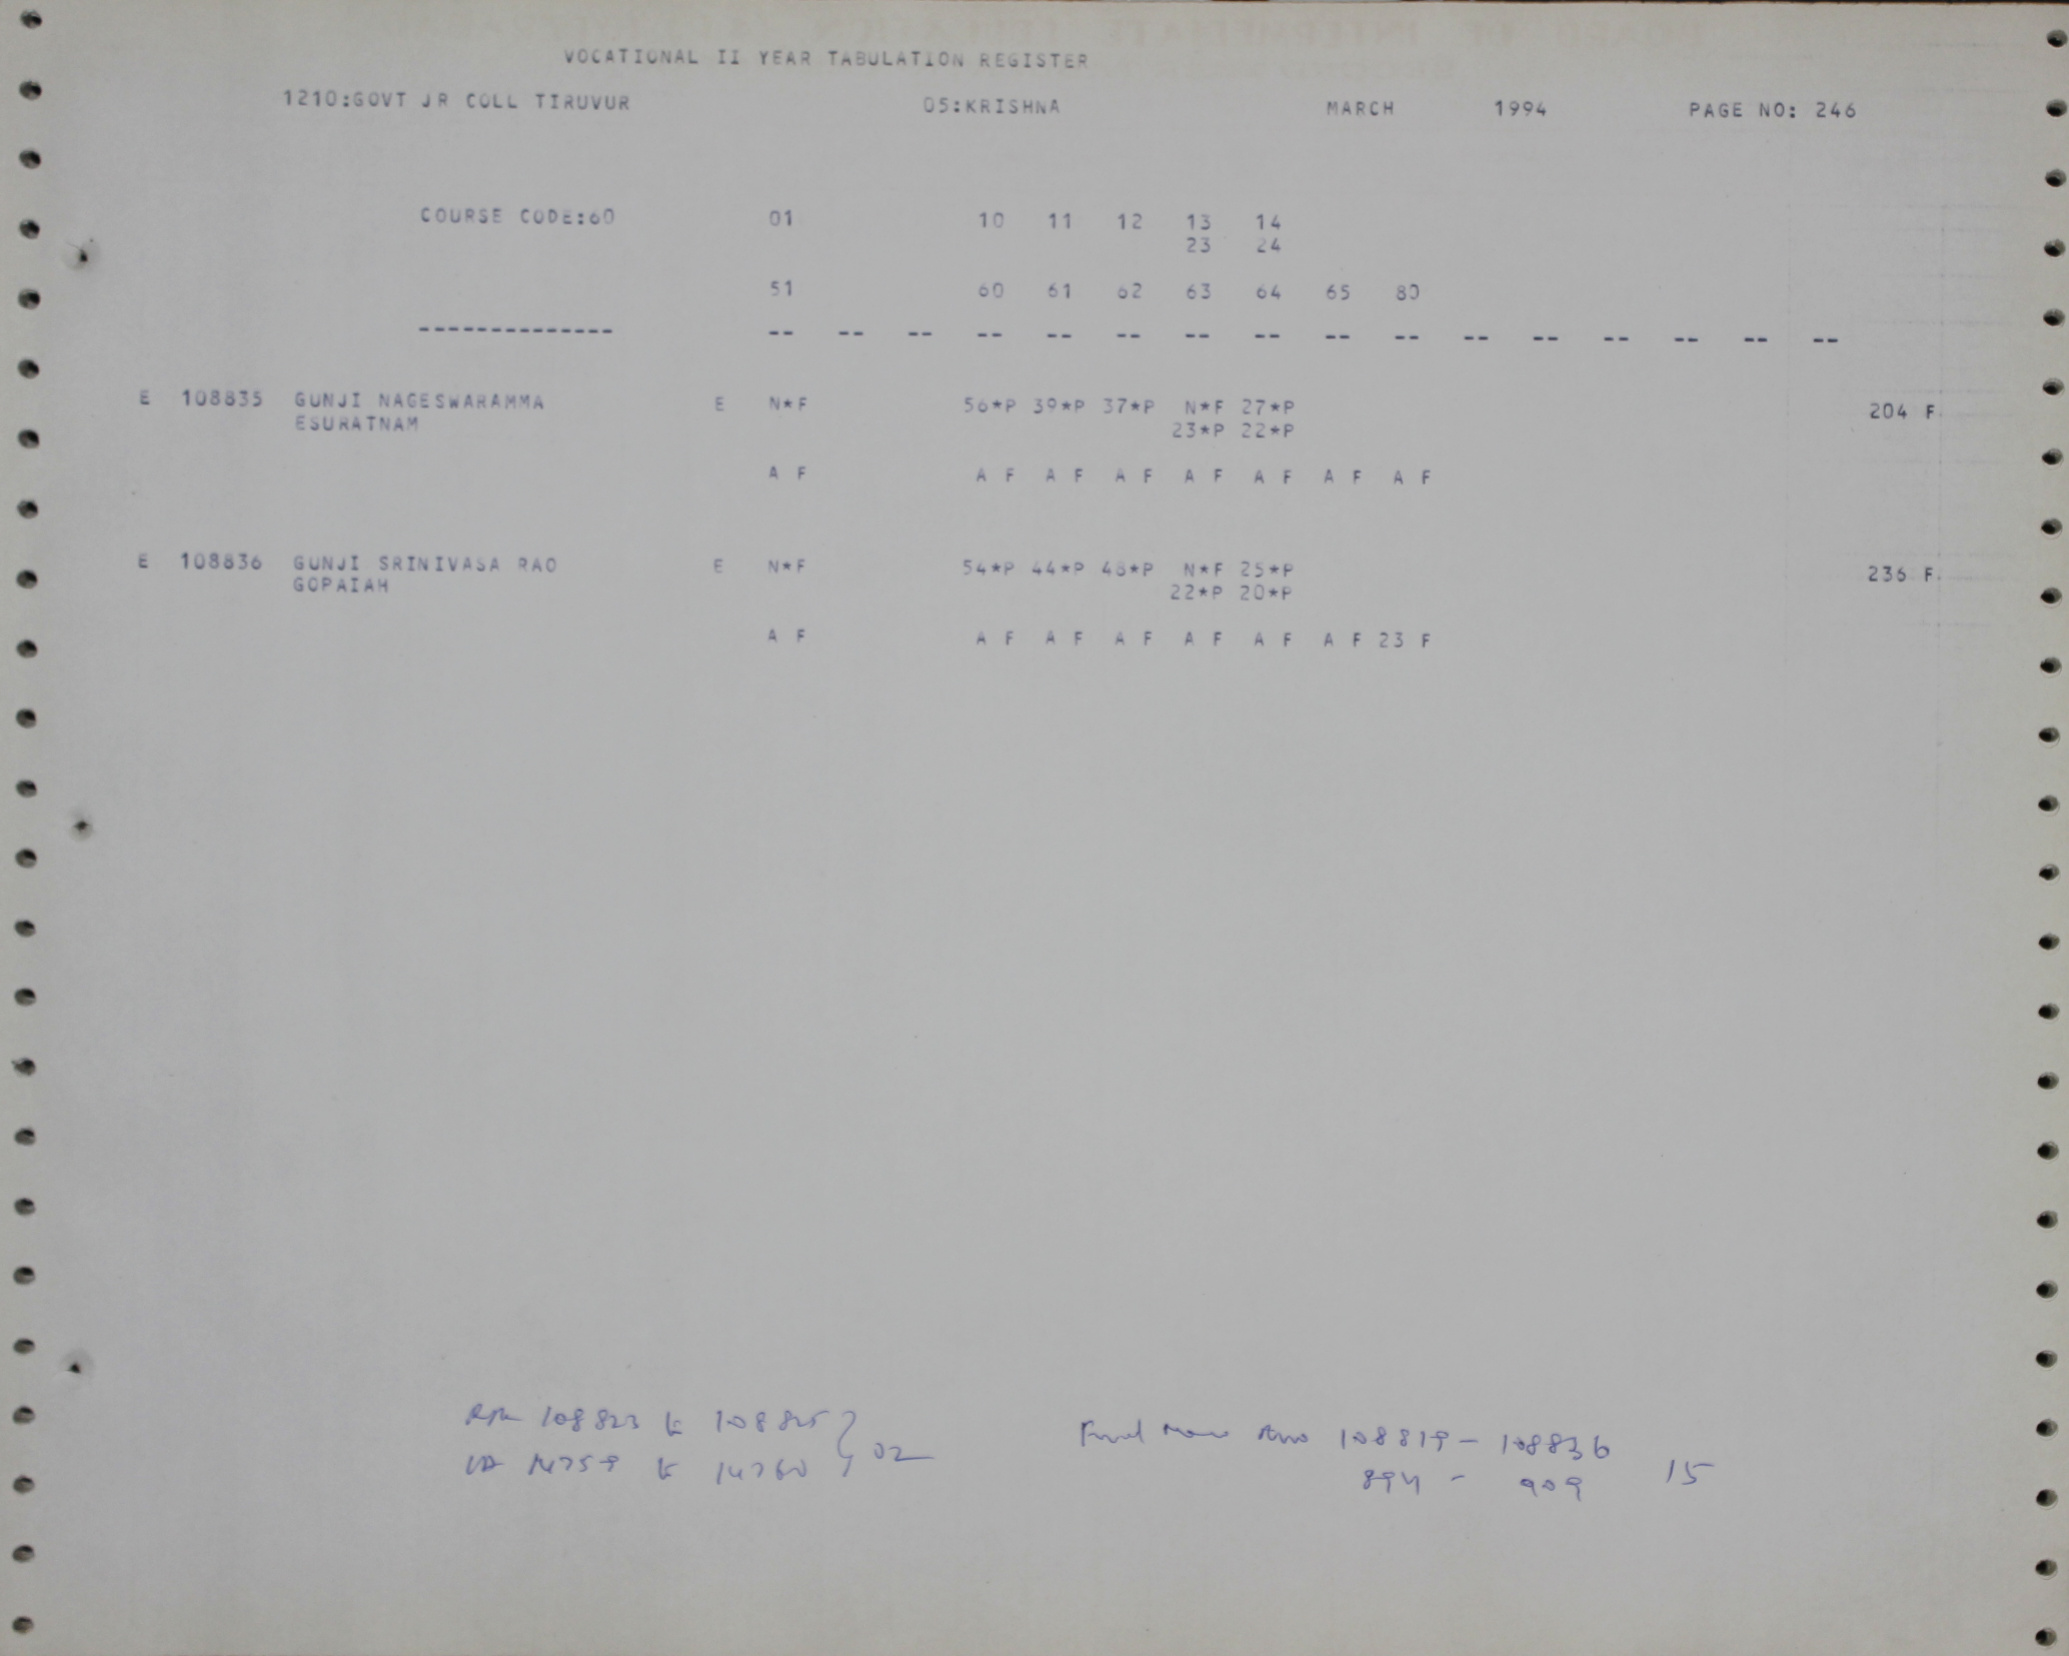 VOCATIONAL II YEAR TABULATION REGISTER
1210:GOVT JR COLL TIRUVUR 05:KRISHNA MARCH 1994 PAGE NO: 246
COURSE CODE:60 01 10 11 12 13 14
23 24
51 60 61 62 63 64 65 80
-------------- -- -- -- -- -- -- -- -- -- -- -- -- -- -- -- --
E 108835 GUNJI NAGESWARAMMA E N*F 56*P 39*P 37*P N*F 27*P 204 F
ESURATNAM 23*P 22*P
A F A F A F A F A F A F A F A F
E 108836 GUNJI SRINIVASA RAO E N*F 54*P 44*P 48*P N*F 25*P 236 F
GOPAIAH 22*P 20*P
A F A F A F A F A F A F A F 23 F
108823 108825 } 02
14759 14760
108819 - 108836
894 - 909 15